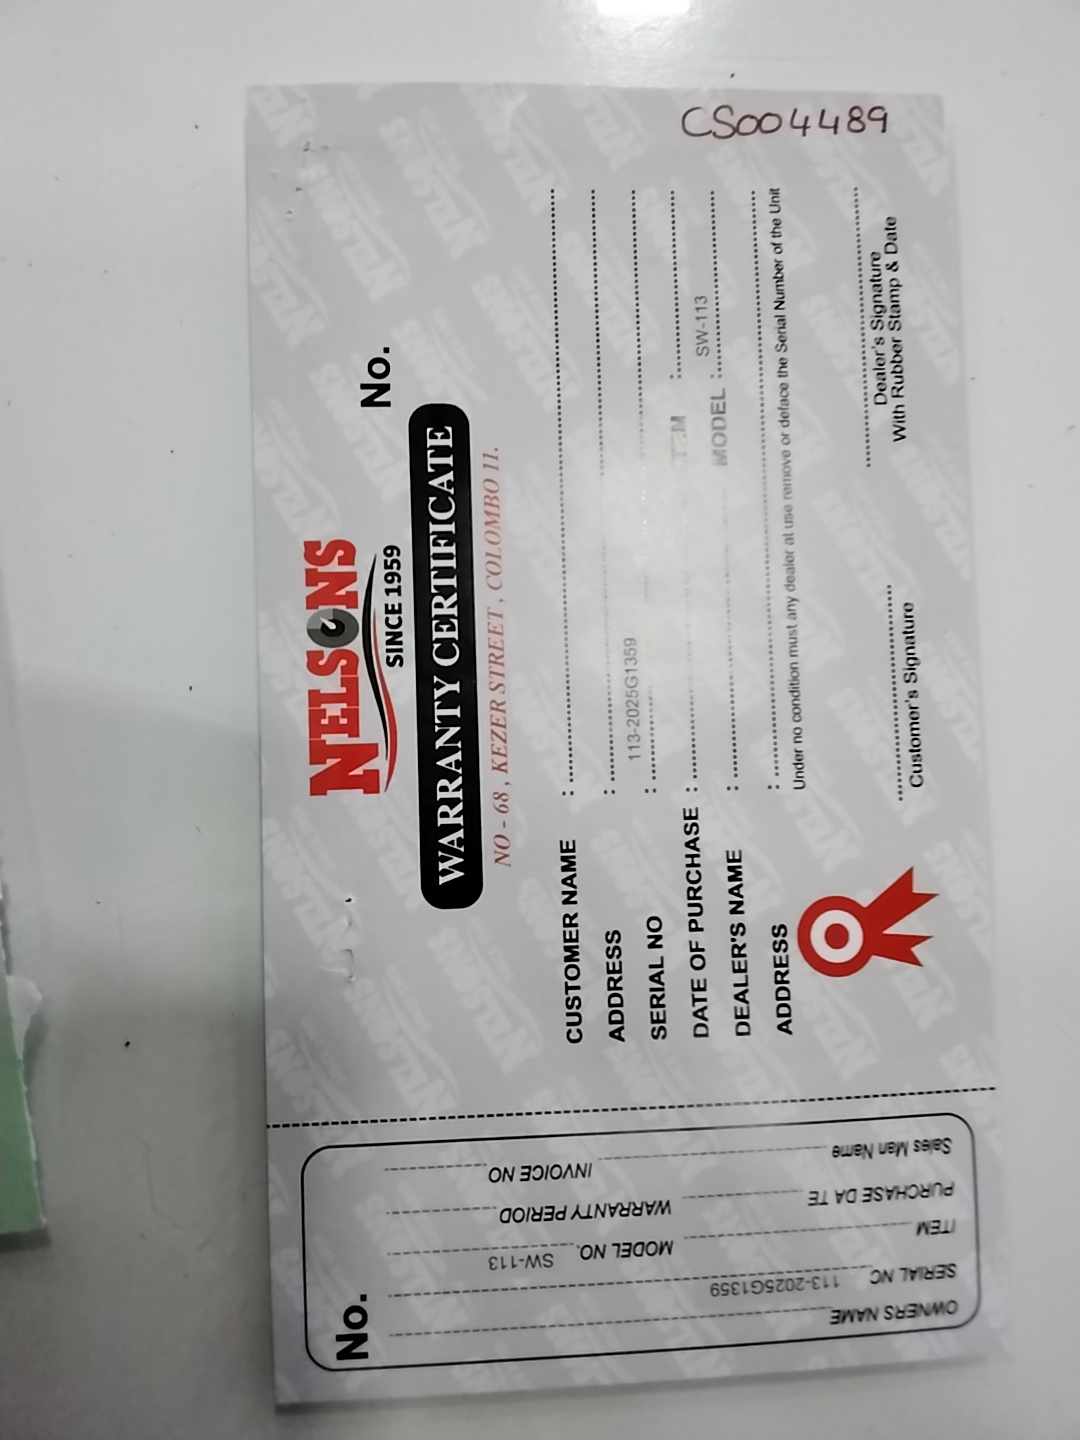 CS004489
NELSONS
SINCE 1959
No.
WARRANTY CERTIFICATE
NO - 68 , KEZER STREET , COLOMBO 11.
CUSTOMER NAME :
ADDRESS :
SERIAL NO : 113-2025G1359
DATE OF PURCHASE : ITEM :
DEALER'S NAME : MODEL : SW-113
ADDRESS :
Under no condition must any dealer at use remove or deface the Serial Number of the Unit
Customer's Signature
Dealer's Signature
With Rubber Stamp & Date
No.
OWNERS NAME
SERIAL NO 113-2025G1359
ITEM MODEL NO. SW-113
PURCHASE DA TE WARRANTY PERIOD
Sales Man Name INVOICE NO